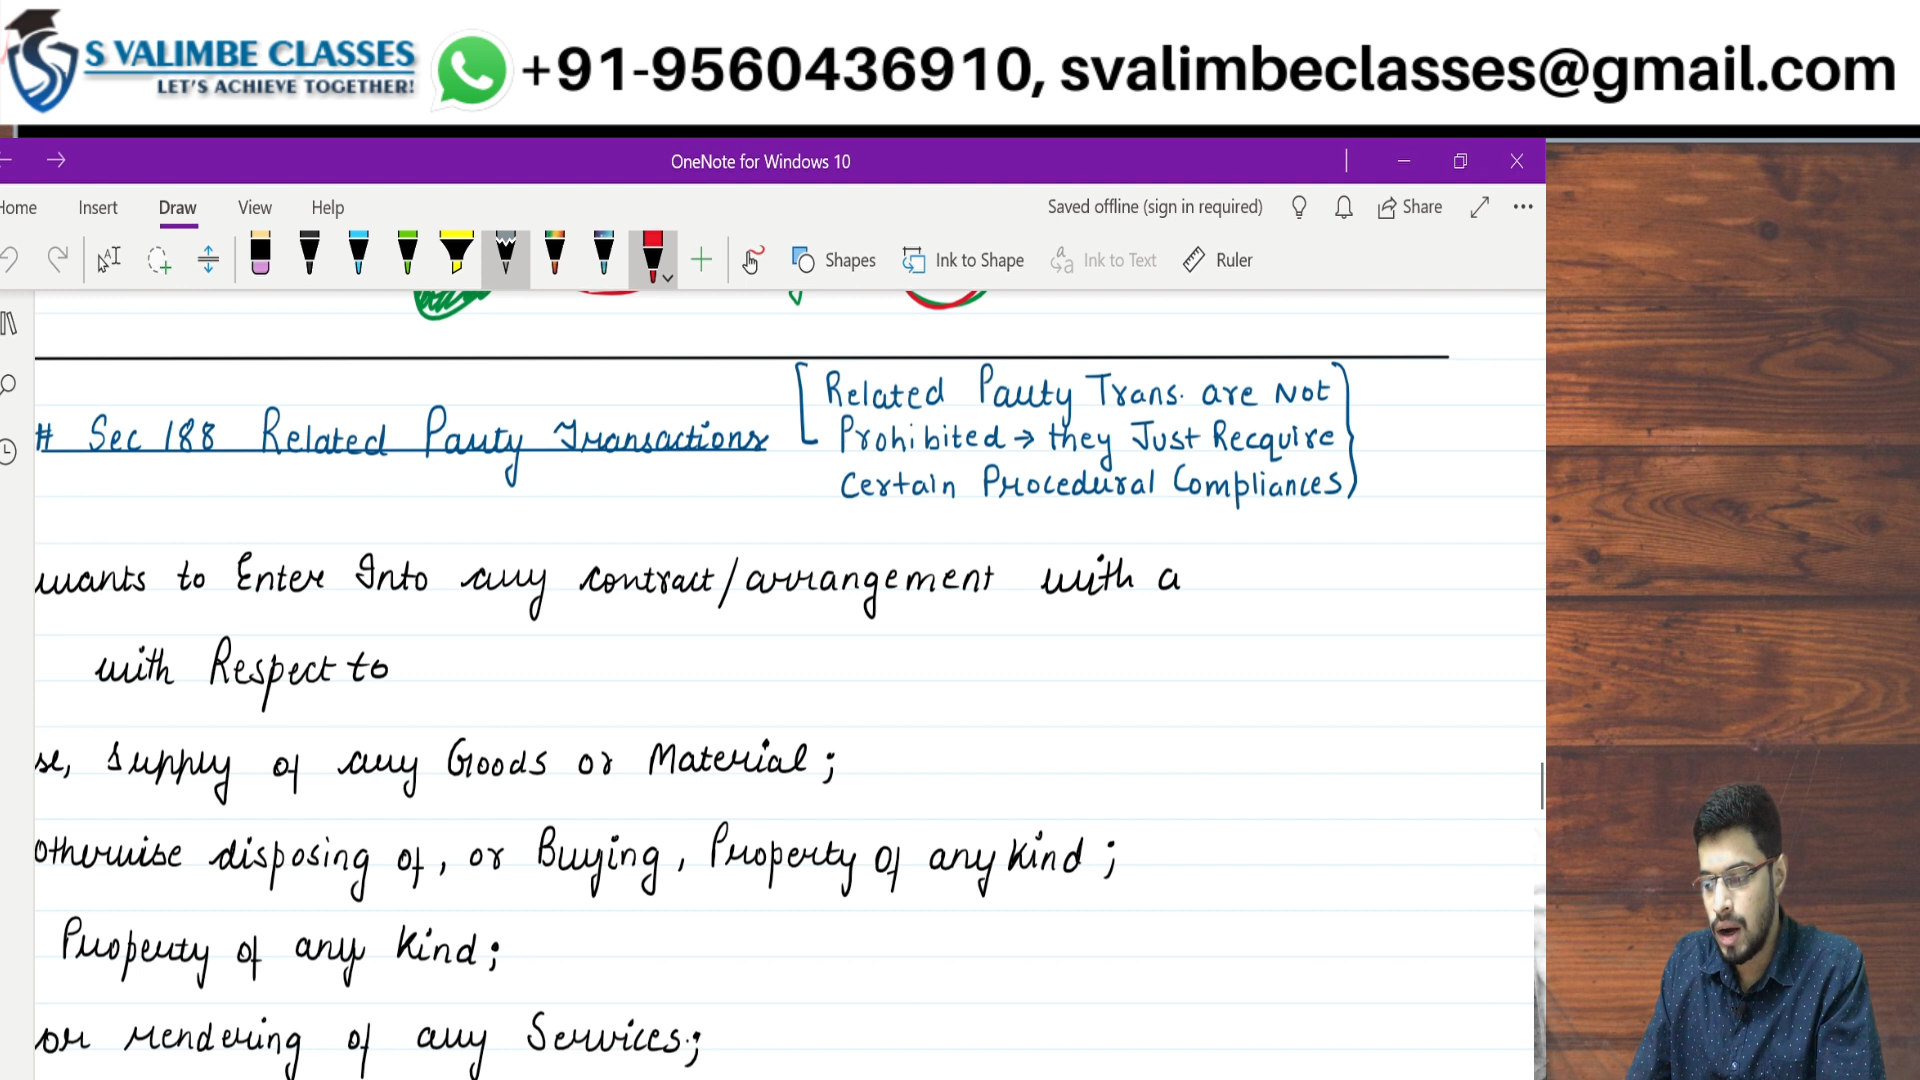 S VALIMBE CLASSES
LET'S ACHIEVE TOGETHER!
+91-9560436910, svalimbeclasses@gmail.com
OneNote for Windows 10
Home Insert Draw View Help
Saved offline (sign in required) Share
Shapes Ink to Shape Ink to Text Ruler
# Sec 188 Related Party Transactions
[Related Party Trans. are Not
Prohibited → they Just Recquire
Certain Procedural Compliances]
wants to Enter Into any contract/arrangement with a
with Respect to
se, Supply of any Goods or Material;
otherwise disposing of, or Buying, Property of any kind;
Property of any kind;
or rendering of any Services;